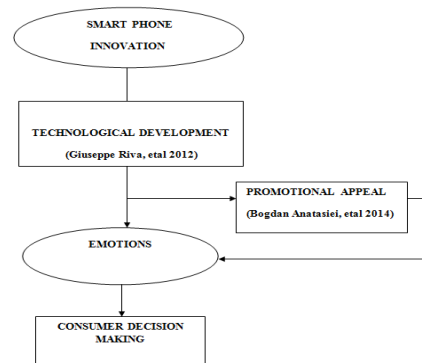 SMART PHONE
INNOVATION
TECHNOLOGICAL DEVELOPMENT
(Giuseppe Riva, etal 2012)
PROMOTIONAL APPEAL
(Bogdan Anatasiei, etal 2014)
EMOTIONS
CONSUMER DECISION
MAKING